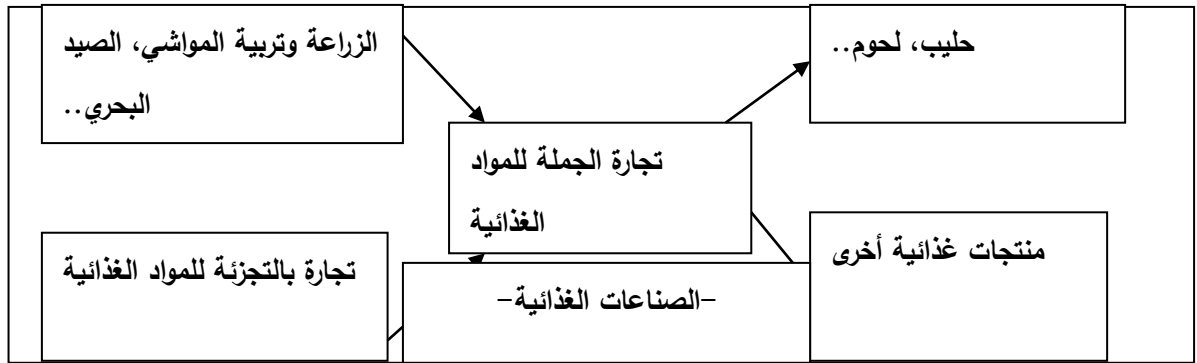 الزراعة وتربية المواشي، الصيد
البحري..
حليب، لحوم..
تجارة الجملة للمواد
الغذائية
تجارة بالتجزئة للمواد الغذائية
-الصناعات الغذائية-
منتجات غذائية أخرى